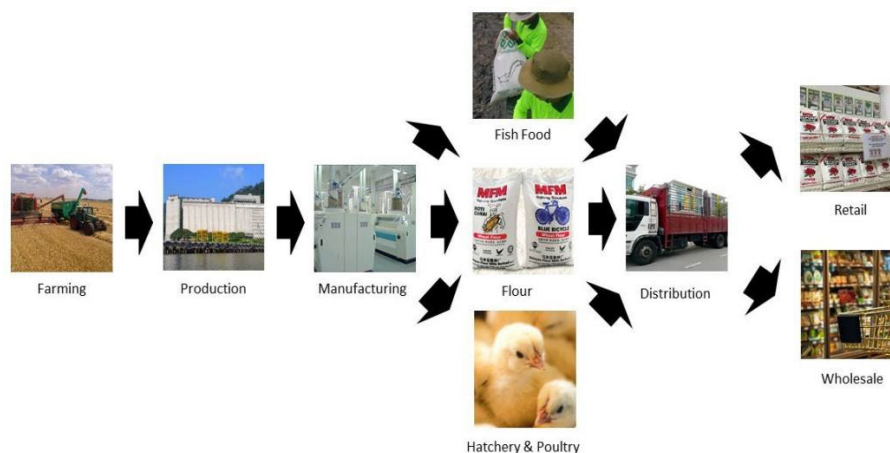 Fish Food
Retail
MFM
MFM
BLUE BICYCLE
Farming
Production
Manufacturing
Flour
Distribution
Wholesale
Hatchery & Poultry